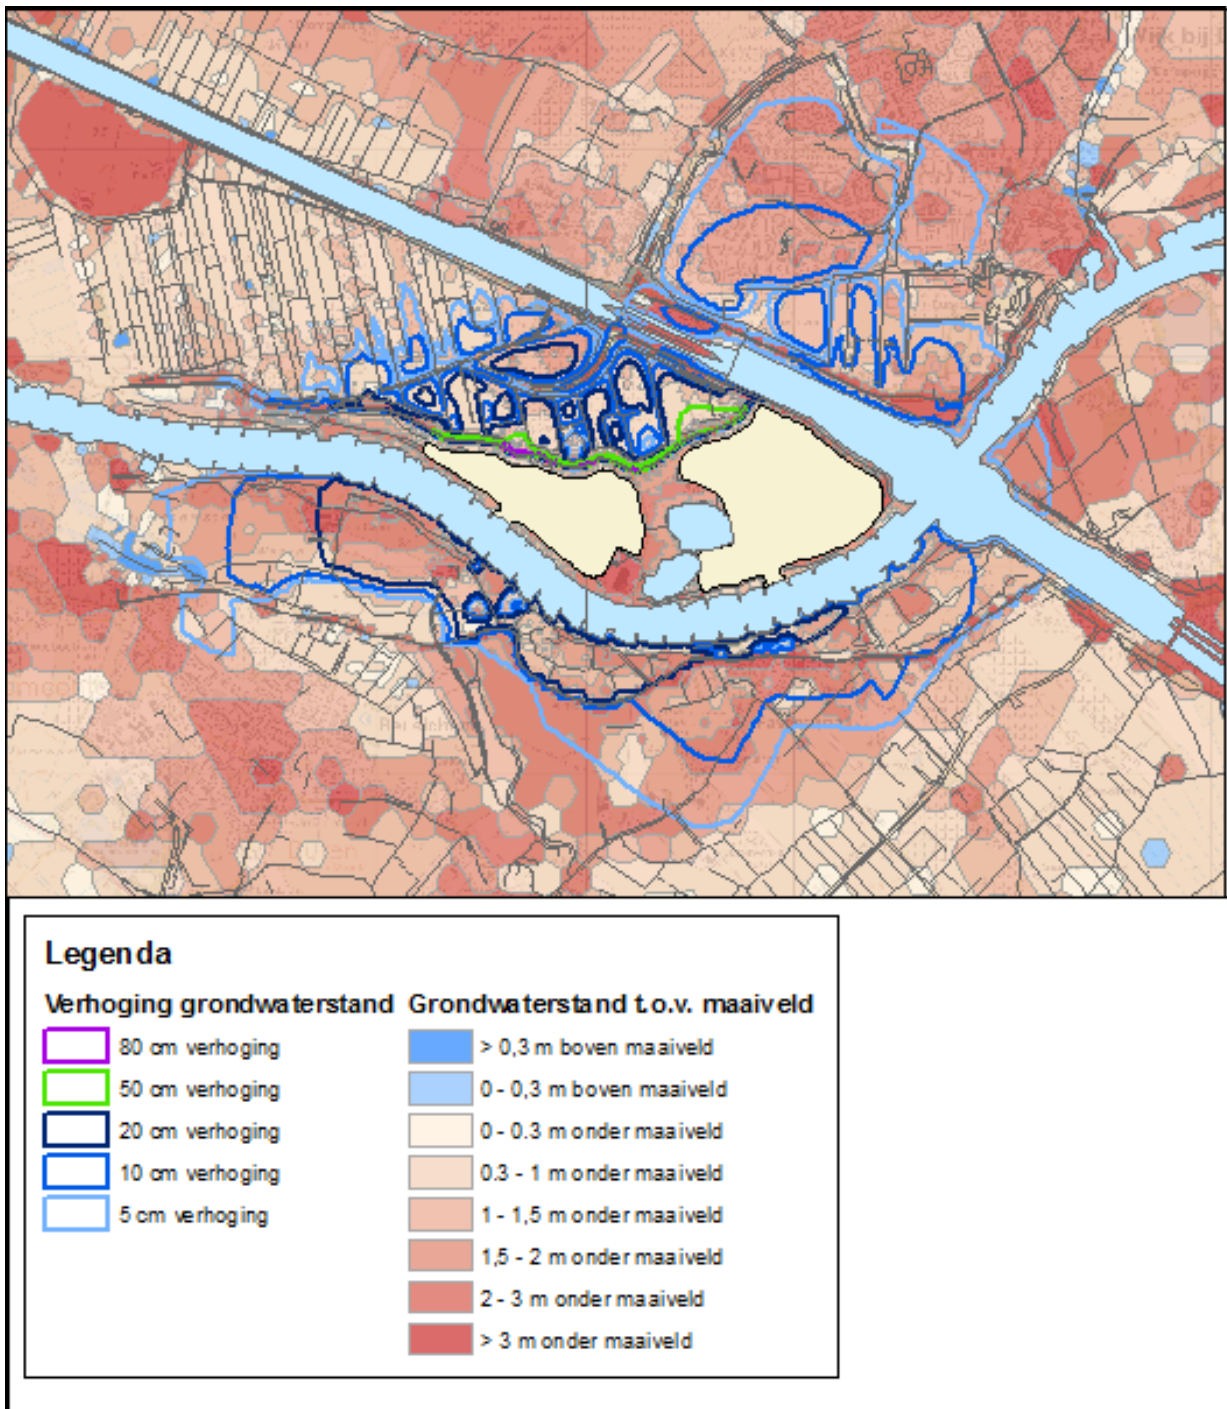 Wijk bij
Legenda
Verhoging grondwaterstand
80 cm verhoging
50 cm verhoging
20 cm verhoging
10 cm verhoging
5 cm verhoging
Grondwaterstand t.o.v. maaiveld
> 0,3 m boven maaiveld
0 - 0,3 m boven maaiveld
0 - 0.3 m onder maaiveld
0.3 - 1 m onder maaiveld
1 - 1,5 m onder maaiveld
1,5 - 2 m onder maaiveld
2 - 3 m onder maaiveld
> 3 m onder maaiveld